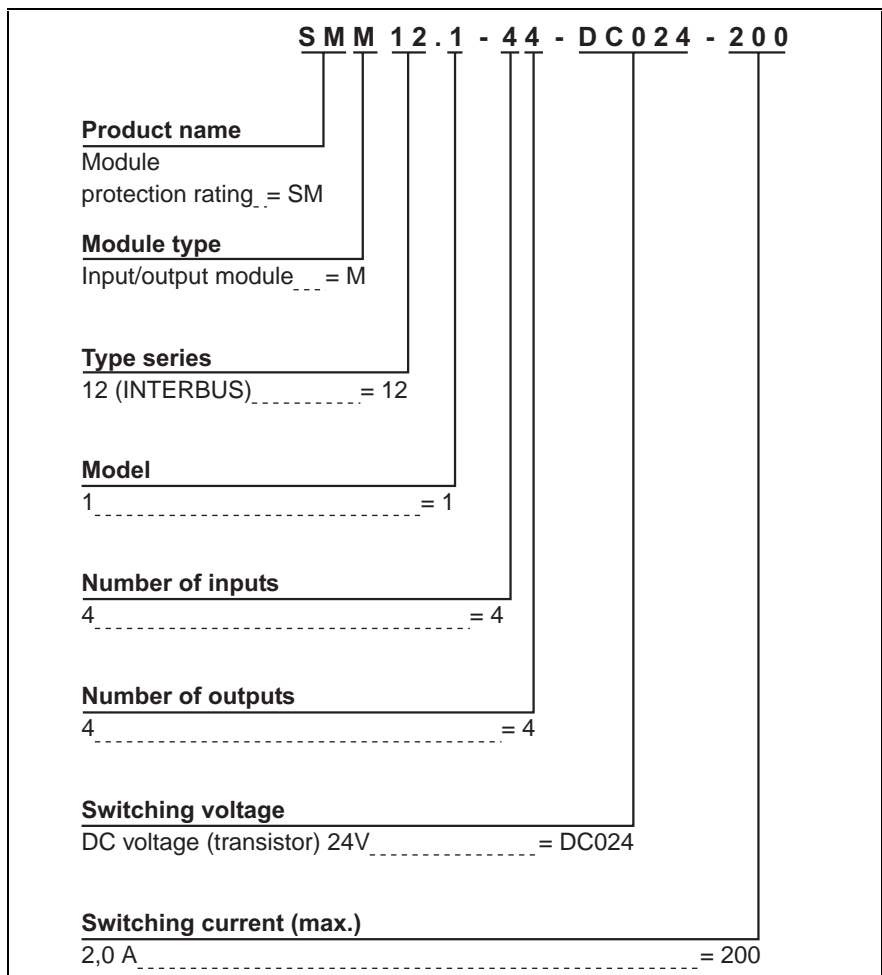 SMM12.1-44-DC024-200
Product name
Module
protection rating = SM
Module type
Input/output module = M
Type series
12 (INTERBUS) = 12
Model
1 = 1
Number of inputs
4 = 4
Number of outputs
4 = 4
Switching voltage
DC voltage (transistor) 24V = DC024
Switching current (max.)
2,0 A = 200